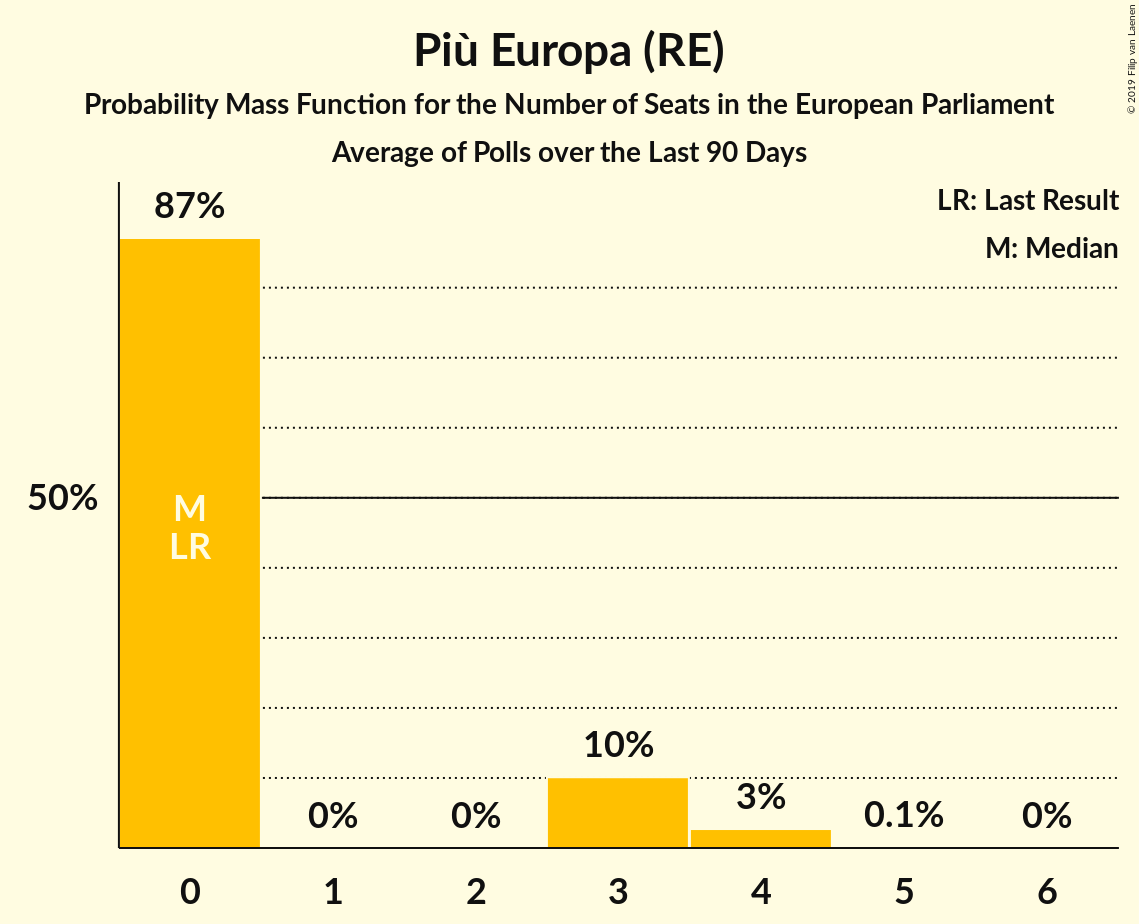 Più Europa (RE)
Probability Mass Function for the Number of Seats in the European Parliament
Average of Polls over the Last 90 Days
© 2019 Filip van Laenen
LR: Last Result
M: Median
87%
50%
M
LR
0%
0%
10%
3%
0.1%
0%
0
1
2
3
4
5
6